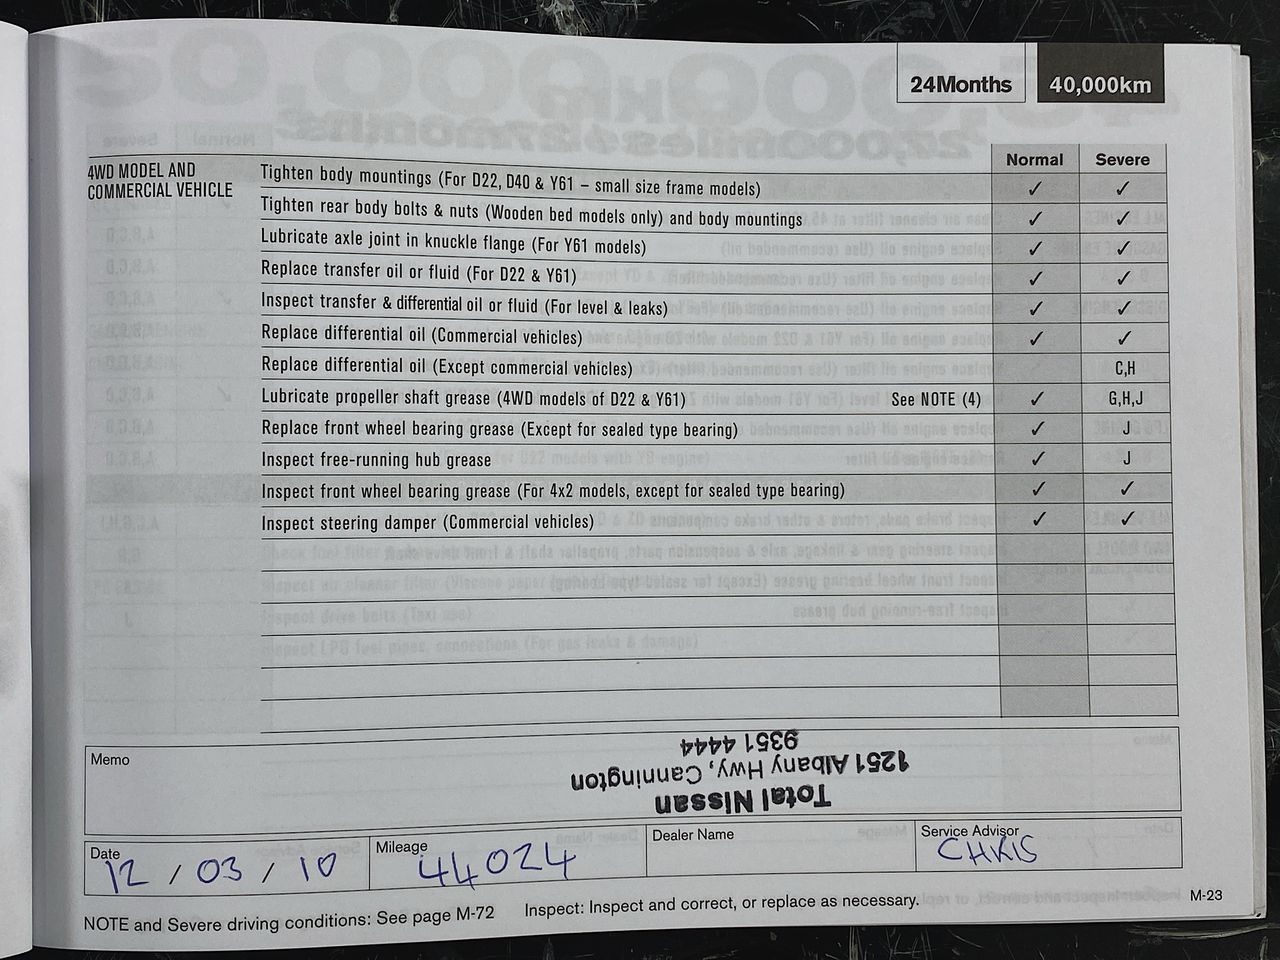 24Months 40,000km
Normal Severe
4WD MODEL AND
COMMERCIAL VEHICLE
Tighten body mountings (For D22, D40 & Y61 – small size frame models) ✓ ✓
Tighten rear body bolts & nuts (Wooden bed models only) and body mountings ✓ ✓
Lubricate axle joint in knuckle flange (For Y61 models) ✓ ✓
Replace transfer oil or fluid (For D22 & Y61) ✓ ✓
Inspect transfer & differential oil or fluid (For level & leaks) ✓ ✓
Replace differential oil (Commercial vehicles) ✓ ✓
Replace differential oil (Except commercial vehicles) C,H
Lubricate propeller shaft grease (4WD models of D22 & Y61) See NOTE (4) ✓ G,H,J
Replace front wheel bearing grease (Except for sealed type bearing) ✓ J
Inspect free-running hub grease ✓ J
Inspect front wheel bearing grease (For 4x2 models, except for sealed type bearing) ✓ ✓
Inspect steering damper (Commercial vehicles) ✓ ✓
Memo
Total Nissan
1251 Albany Hwy, Cannington
9351 4444
Date
12 / 03 / 10
Mileage
44024
Dealer Name
Service Advisor
CHRIS
NOTE and Severe driving conditions: See page M-72 Inspect: Inspect and correct, or replace as necessary.
M-23